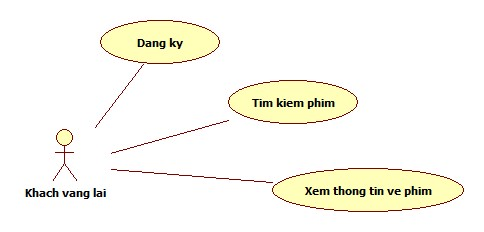 Dang ky
Tim kiem phim
Khach vang lai
Xem thong tin ve phim